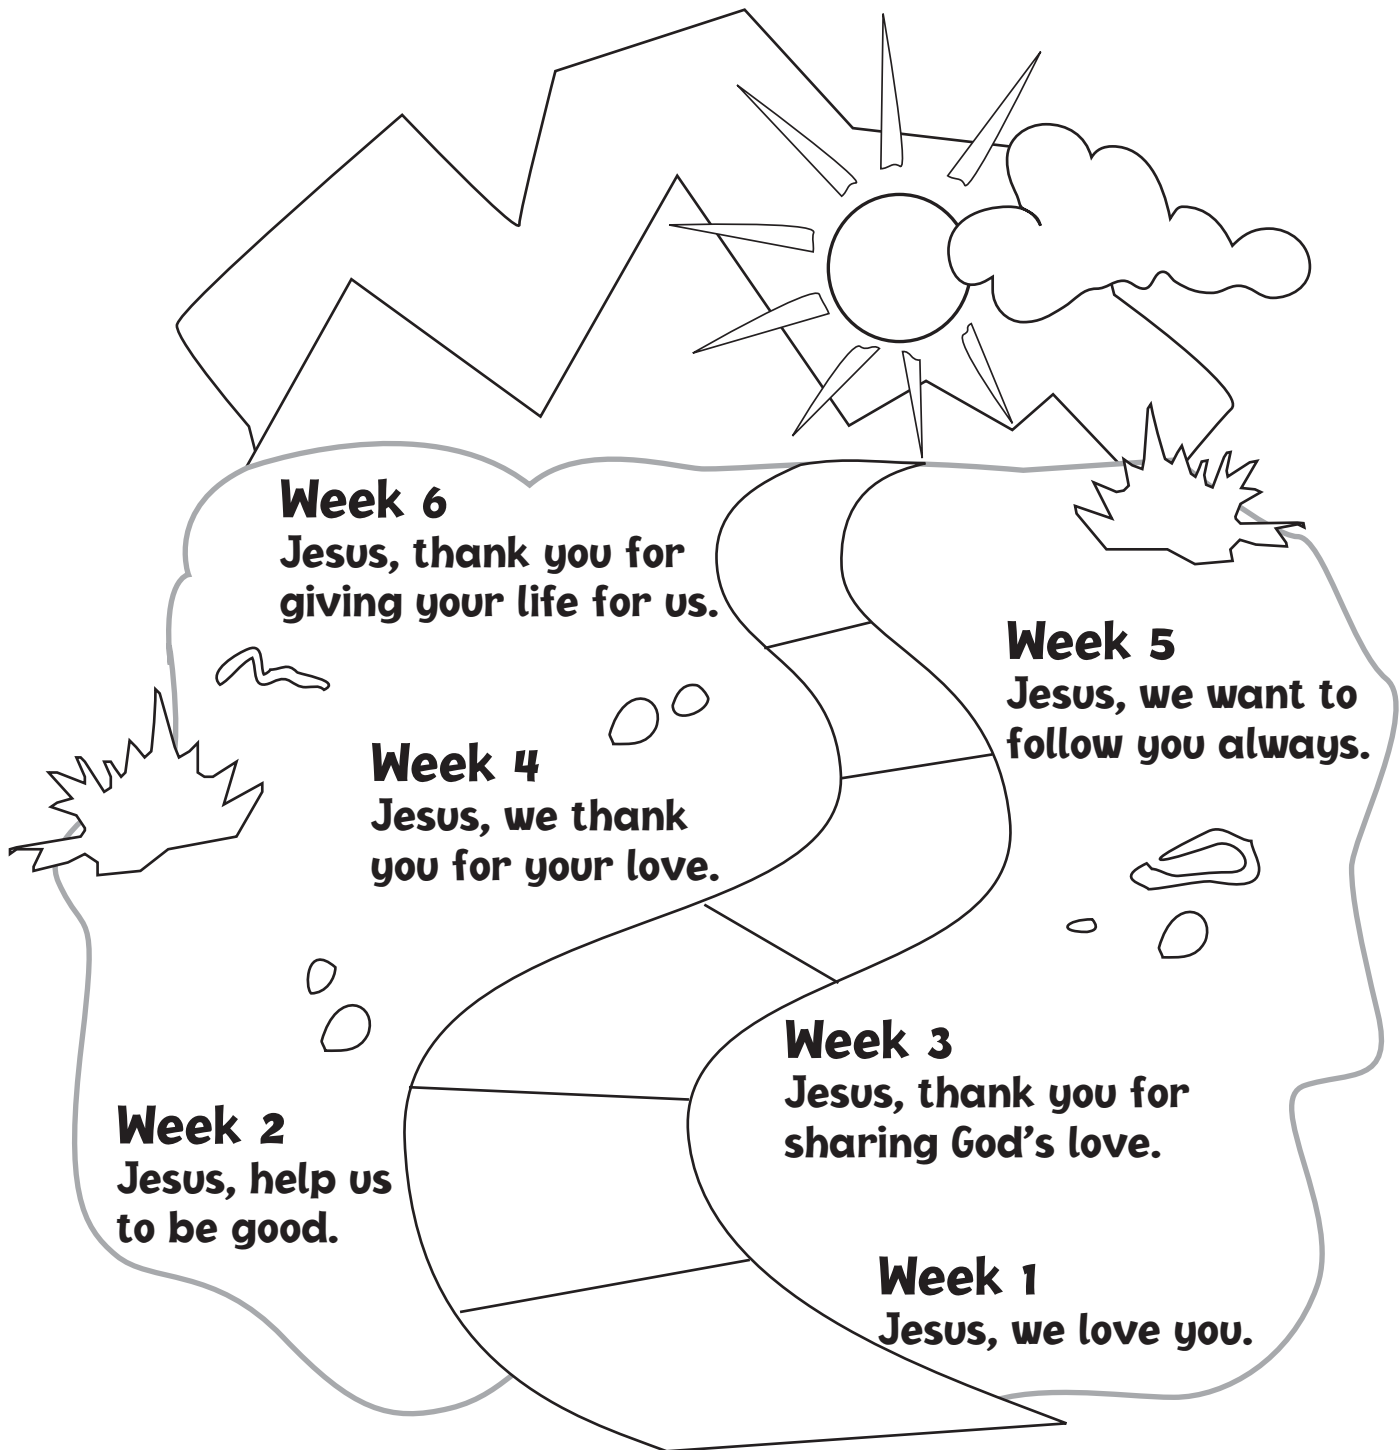 Week 6
Jesus, thank you for
giving your life for us.
Week 5
Jesus, we want to
follow you always.
Week 4
Jesus, we thank
you for your love.
Week 3
Jesus, thank you for
sharing God's love.
Week 2
Jesus, help us
to be good.
Week 1
Jesus, we love you.